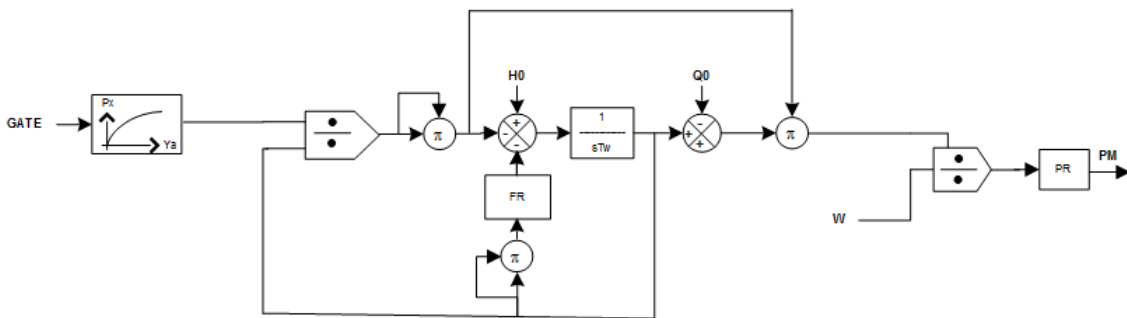 GATE
Px
Ya
π
H0
+
-
-
FR
π
1
sTw
Q0
-
+
+
π
W
PR
PM